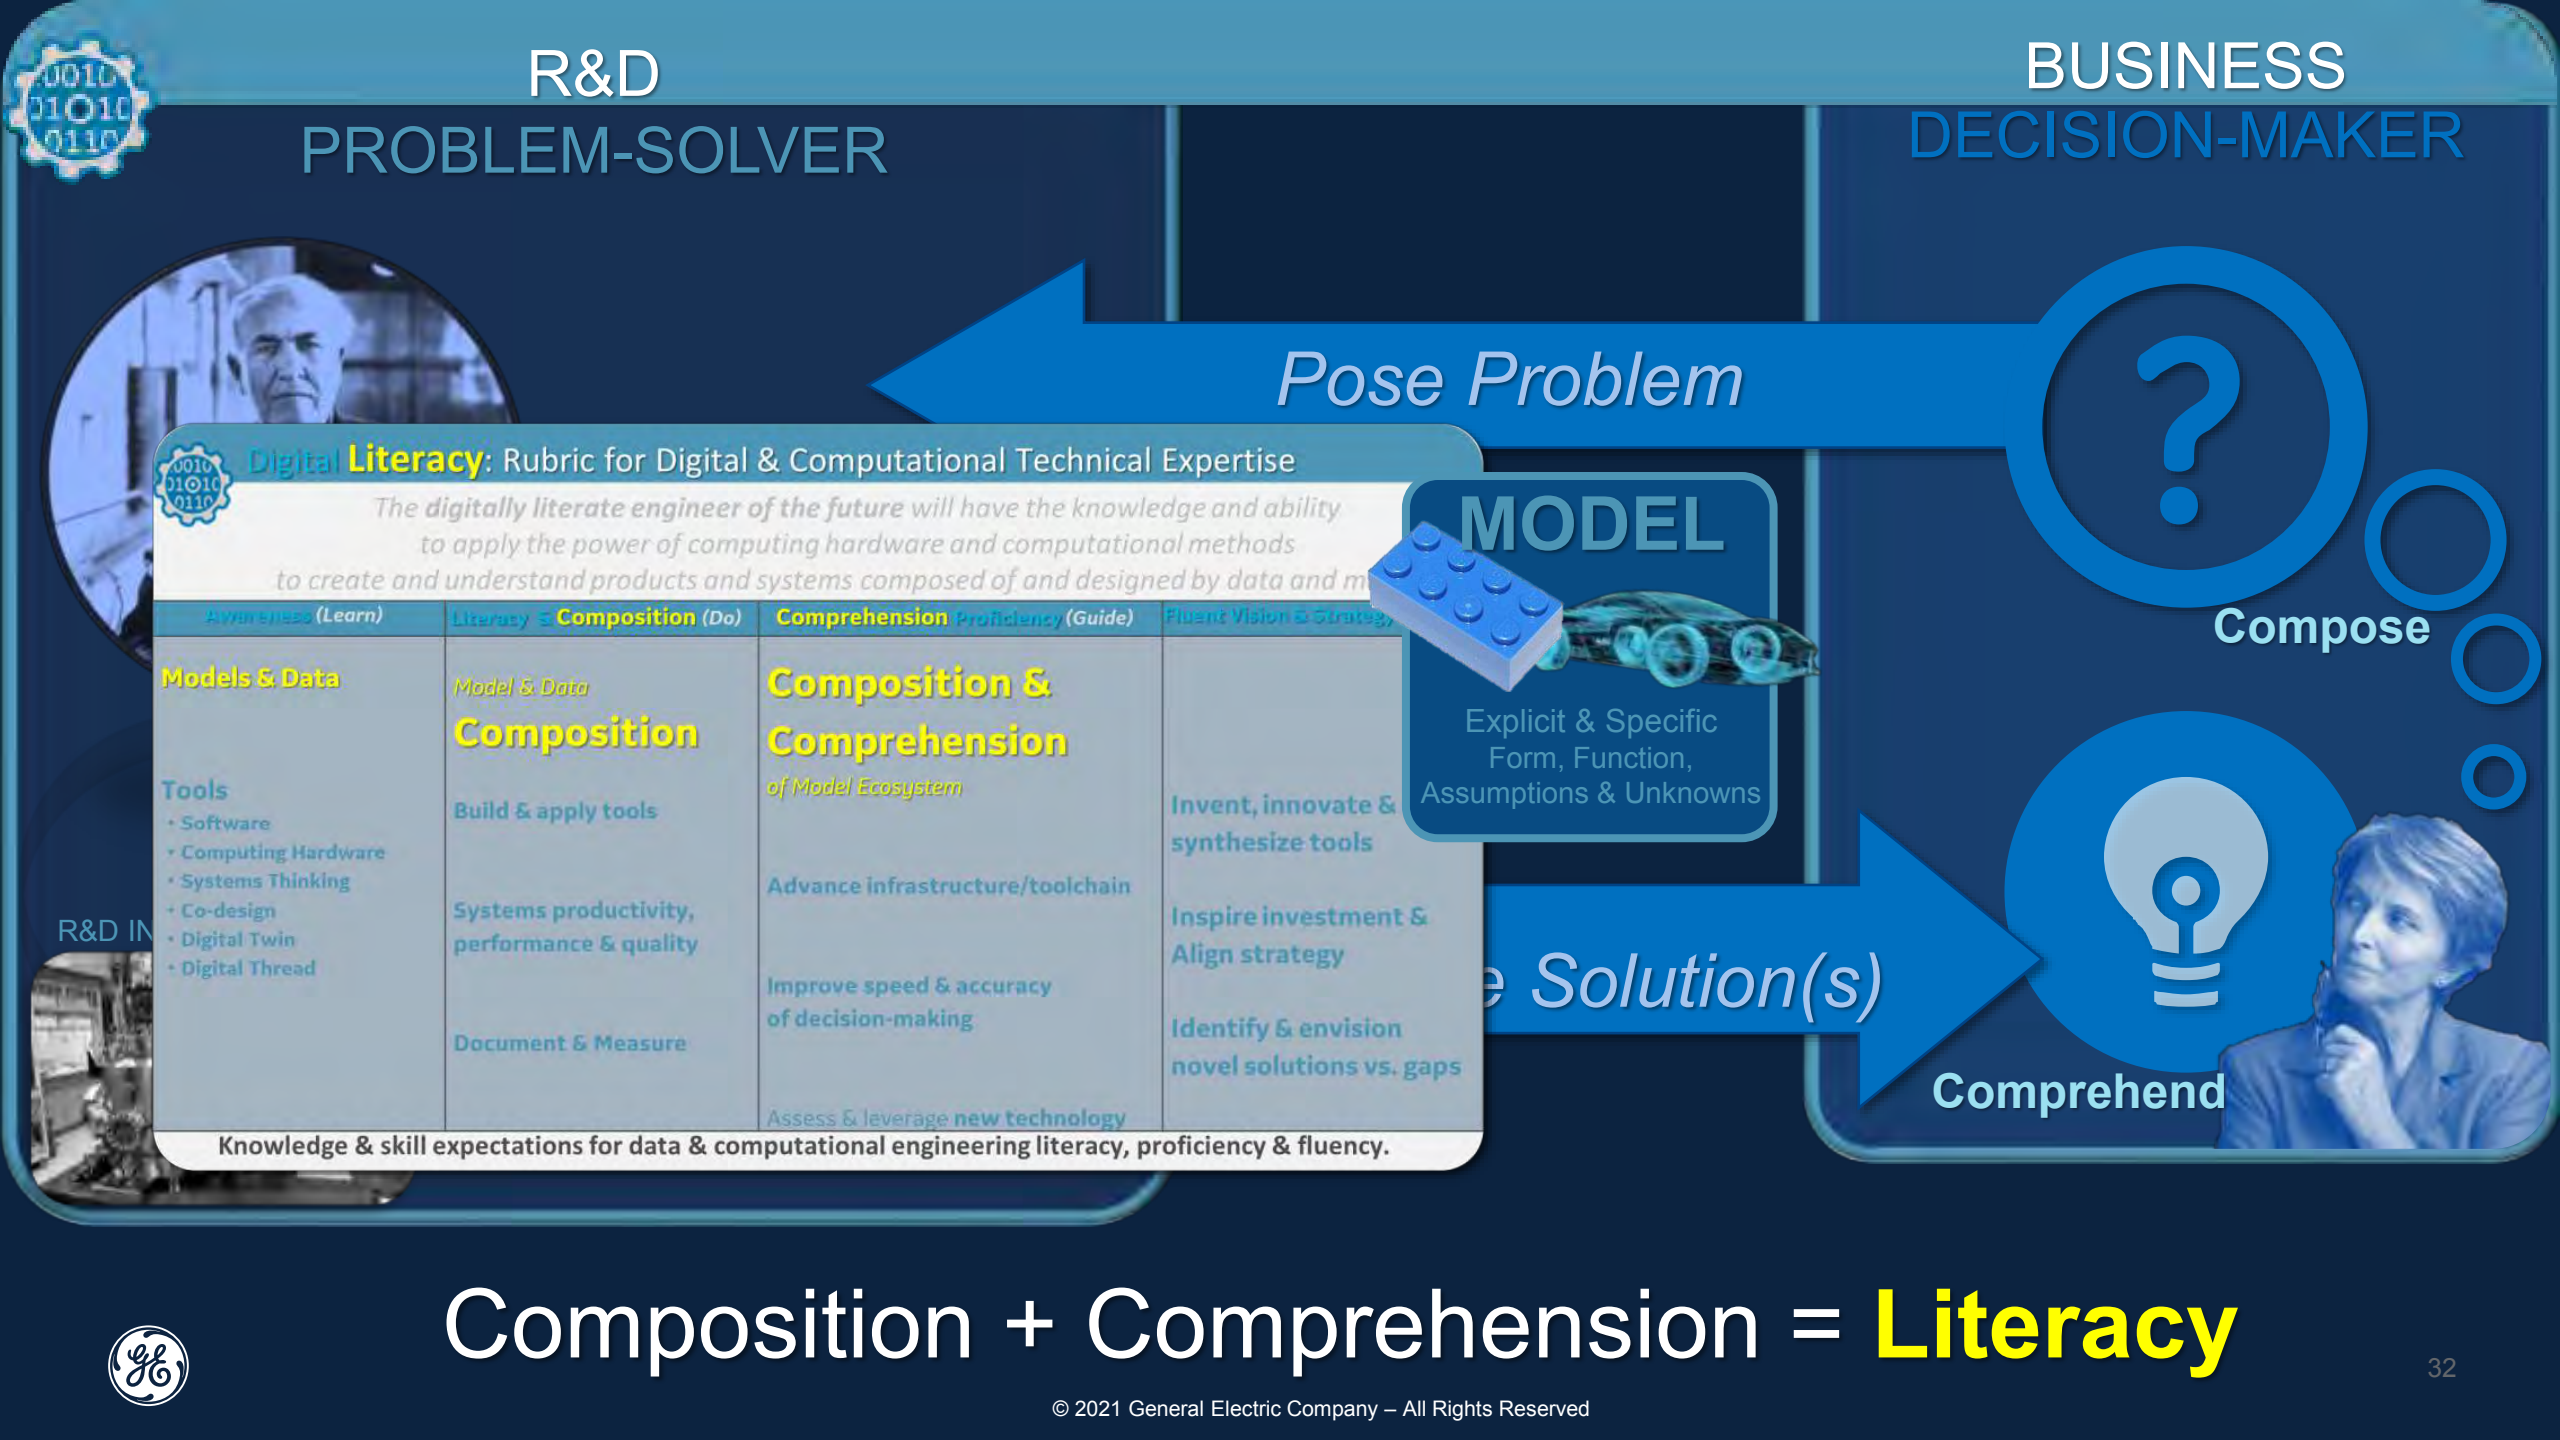 R&D
PROBLEM-SOLVER
BUSINESS
DECISION-MAKER
Pose Problem
Compose
MODEL
Explicit & Specific
Form, Function,
Assumptions & Unknowns
Solution(s)
Comprehend
R&D
Digital Literacy: Rubric for Digital & Computational Technical Expertise
The digitally literate engineer of the future will have the knowledge and ability
to apply the power of computing hardware and computational methods
to create and understand products and systems composed of and designed by data and
Awareness (Learn)
Models & Data
Tools
• Software
• Computing Hardware
• Systems Thinking
• Co-design
• Digital Twin
• Digital Thread
Literacy & Composition (Do)
Model & Data
Composition
Build & apply tools
Systems productivity,
performance & quality
Document & Measure
Comprehension Proficiency (Guide)
Composition &
Comprehension
of Model Ecosystem
Advance infrastructure/toolchain
Improve speed & accuracy
of decision-making
Assess & leverage new technology
Fluent Vision & Strategy
Invent, innovate &
synthesize tools
Inspire investment &
Align strategy
Identify & envision
novel solutions vs. gaps
Knowledge & skill expectations for data & computational engineering literacy, proficiency & fluency.
Composition + Comprehension = Literacy
GE
© 2021 General Electric Company – All Rights Reserved
32